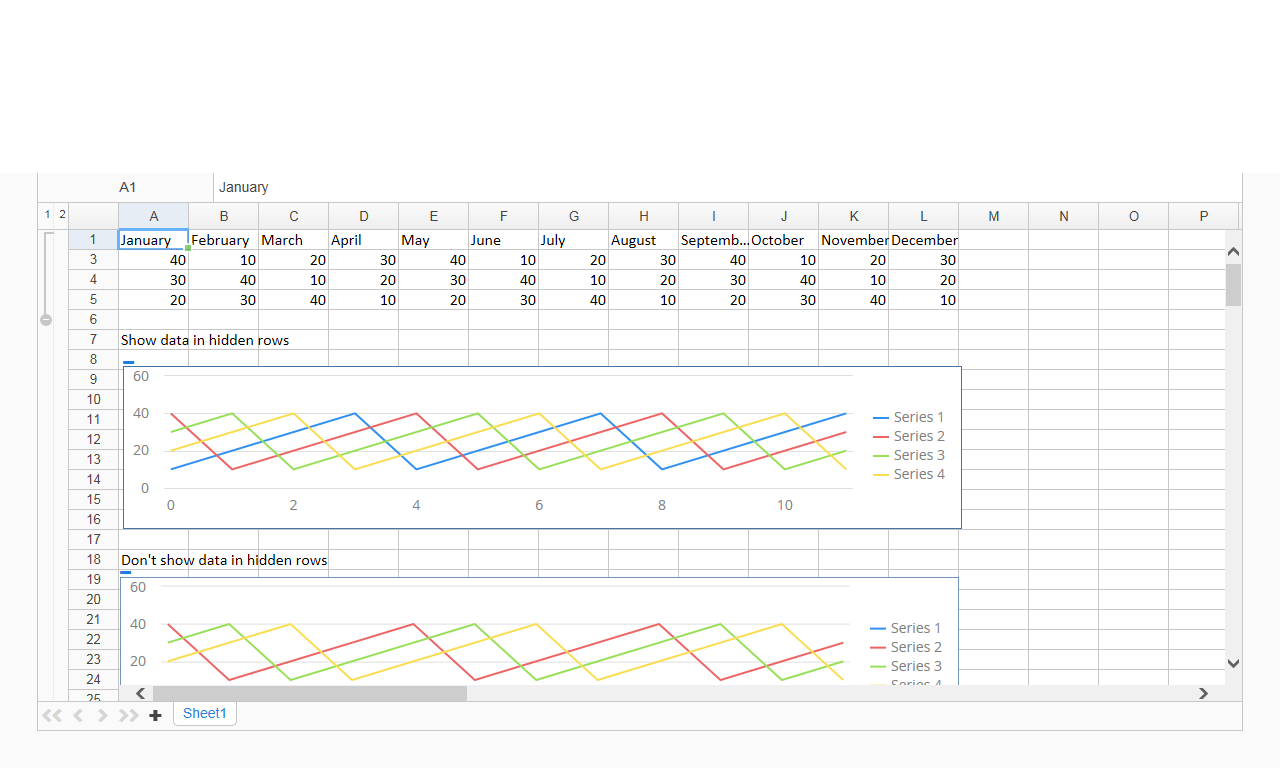 A1 January
1 2 A B C D E F G H I J K L M N O P
1 January February March April May June July August Septemb... October November December
3 40 10 20 30 40 10 20 30 40 10 20 30
4 30 40 10 20 30 40 10 20 30 40 10 20
5 20 30 40 10 20 30 40 10 20 30 40 10
6
7 Show data in hidden rows
8
9 60
10
11 40 Series 1
12 Series 2
13 20 Series 3
14 Series 4
15 0
16 0 2 4 6 8 10
17
18 Don't show data in hidden rows
19 60
20
21 40 Series 1
22 Series 2
23 20 Series 3
24 Series 4
25
Sheet1